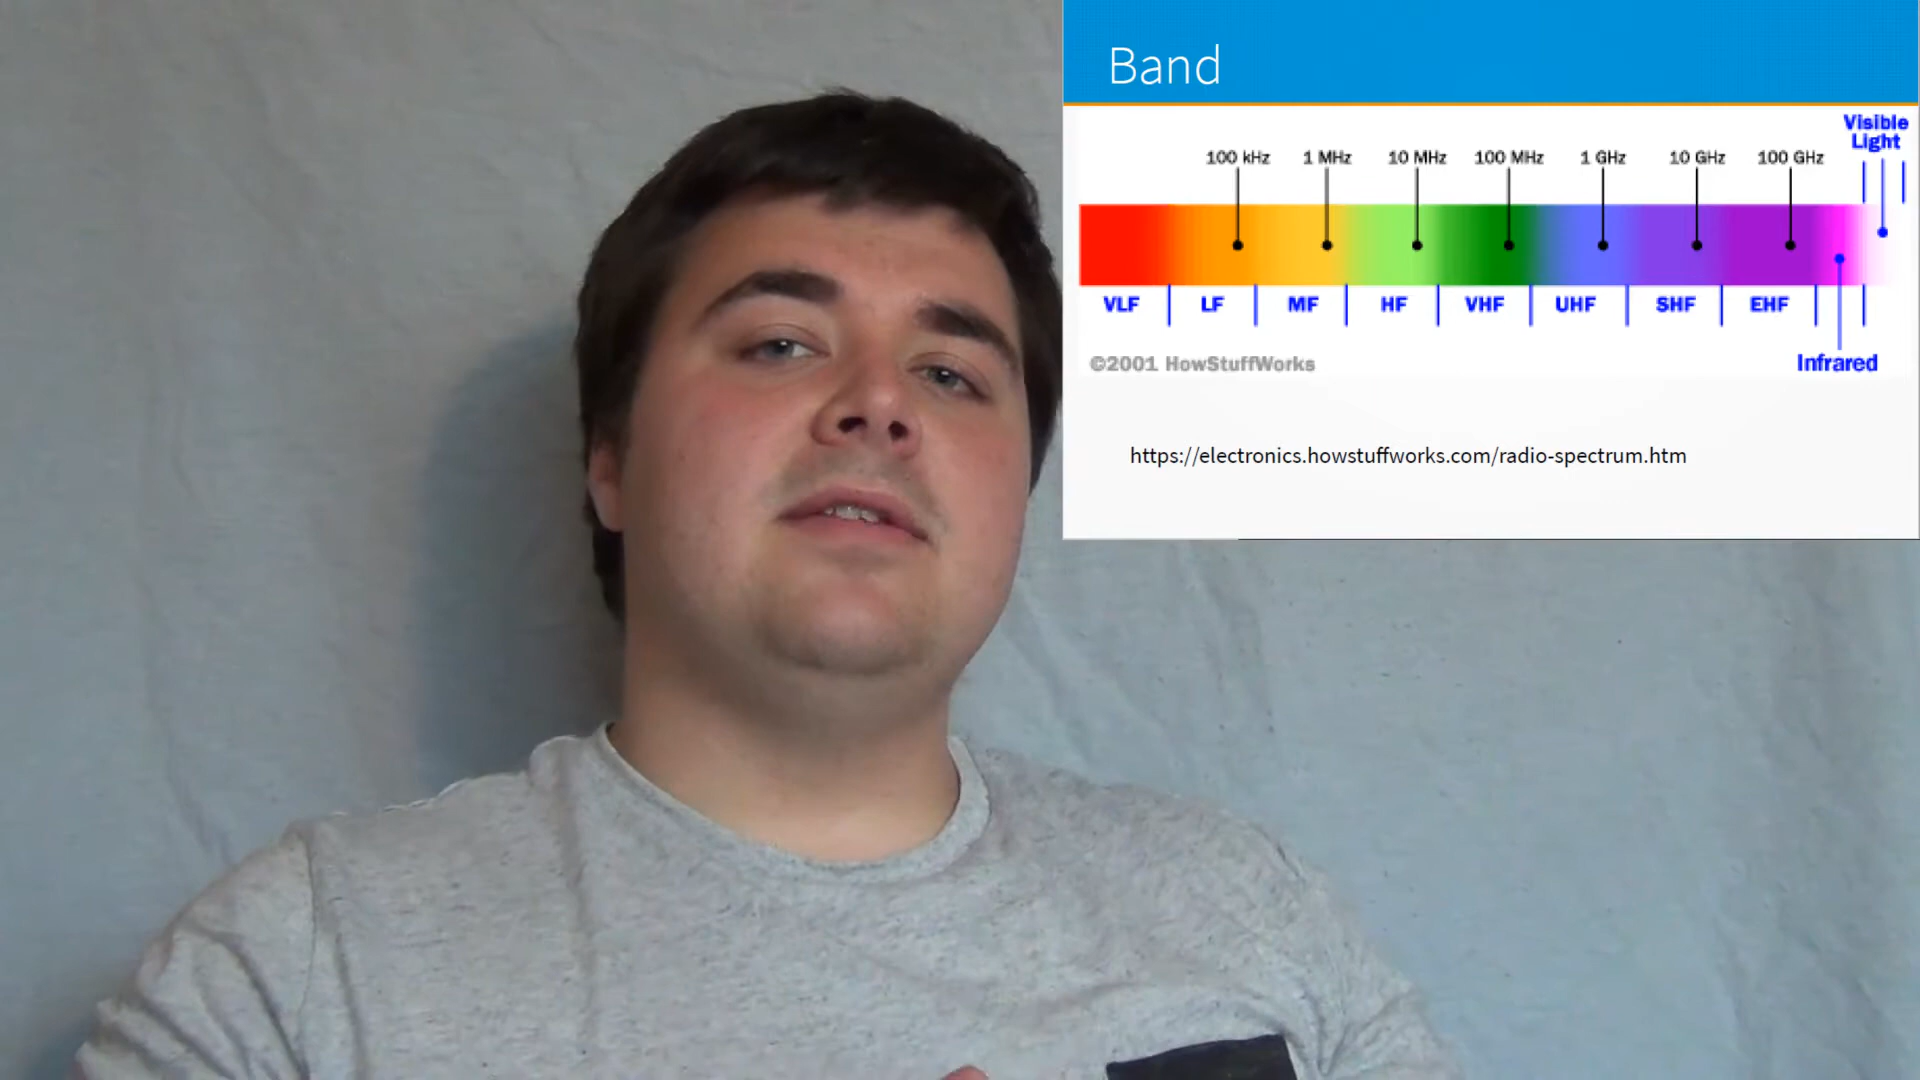 Band
Visible
Light
100 kHz 1 MHz 10 MHz 100 MHz 1 GHz 10 GHz 100 GHz
VLF LF MF HF VHF UHF SHF EHF
©2001 HowStuffWorks
Infrared
https://electronics.howstuffworks.com/radio-spectrum.htm